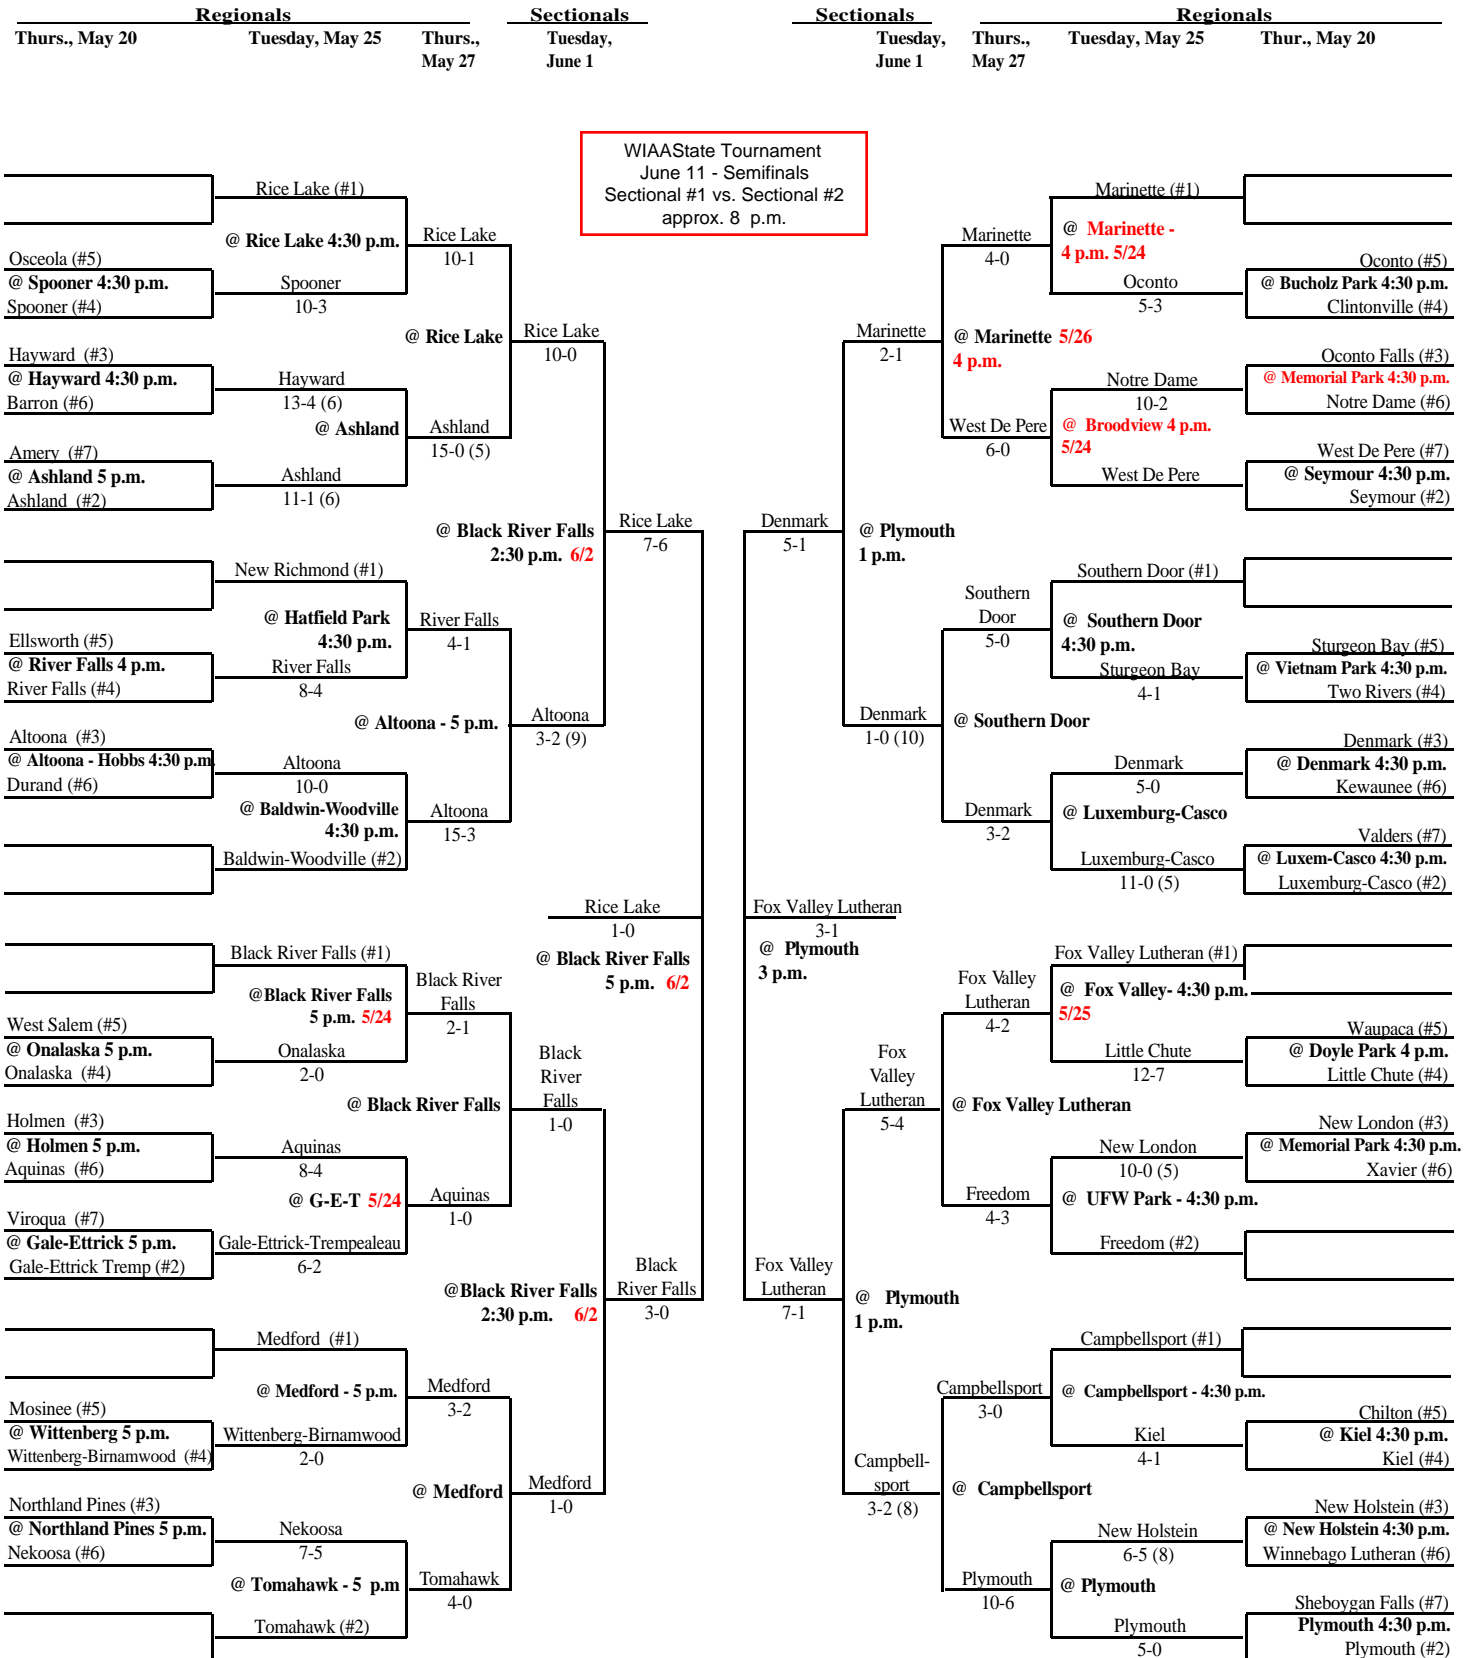 Regionals
Sectionals
Sectionals
Regionals
Thurs., May 20
Tuesday, May 25
Thurs.,
May 27
Tuesday,
June 1
Tuesday,
June 1
Thurs.,
May 27
Tuesday, May 25
Thur., May 20
WIAAState Tournament
June 11 - Semifinals
Sectional #1 vs. Sectional #2
approx. 8 p.m.
Rice Lake (#1)
@ Rice Lake 4:30 p.m.
Rice Lake
10-1
Osceola (#5)
@ Spooner 4:30 p.m.
Spooner (#4)
Spooner
10-3
@ Rice Lake
Rice Lake
10-0
Hayward (#3)
@ Hayward 4:30 p.m.
Barron (#6)
Hayward
13-4 (6)
@ Ashland
Ashland
15-0 (5)
Amery (#7)
@ Ashland 5 p.m.
Ashland (#2)
Ashland
11-1 (6)
@ Black River Falls
2:30 p.m. 6/2
Rice Lake
7-6
New Richmond (#1)
@ Hatfield Park
4:30 p.m.
River Falls
4-1
Ellsworth (#5)
@ River Falls 4 p.m.
River Falls (#4)
River Falls
8-4
@ Altoona - 5 p.m.
Altoona
3-2 (9)
Altoona (#3)
@ Altoona - Hobbs 4:30 p.m.
Durand (#6)
Altoona
10-0
@ Baldwin-Woodville
4:30 p.m.
Altoona
15-3
Baldwin-Woodville (#2)
Rice Lake
1-0
@ Black River Falls
5 p.m. 6/2
Black River Falls (#1)
@Black River Falls
5 p.m. 5/24
Black River
Falls
2-1
West Salem (#5)
@ Onalaska 5 p.m.
Onalaska (#4)
Onalaska
2-0
@ Black River Falls
Black
River
Falls
1-0
Holmen (#3)
@ Holmen 5 p.m.
Aquinas (#6)
Aquinas
8-4
@ G-E-T 5/24
Aquinas
1-0
Viroqua (#7)
@ Gale-Ettrick 5 p.m.
Gale-Ettrick Tremp (#2)
Gale-Ettrick-Trempealeau
6-2
@Black River Falls
2:30 p.m. 6/2
Black
River Falls
3-0
Medford (#1)
@ Medford - 5 p.m.
Medford
3-2
Mosinee (#5)
@ Wittenberg 5 p.m.
Wittenberg-Birnamwood (#4)
Wittenberg-Birnamwood
2-0
@ Medford
Medford
1-0
Northland Pines (#3)
@ Northland Pines 5 p.m.
Nekoosa (#6)
Nekoosa
7-5
@ Tomahawk - 5 p.m
Tomahawk
4-0
Tomahawk (#2)
Marinette (#1)
Marinette
4-0
@ Marinette -
4 p.m. 5/24
Oconto
5-3
Oconto (#5)
@ Bucholz Park 4:30 p.m.
Clintonville (#4)
Marinette
2-1
@ Marinette 5/26
4 p.m.
Oconto Falls (#3)
@ Memorial Park 4:30 p.m.
Notre Dame (#6)
Notre Dame
10-2
West De Pere
6-0
@ Broodview 4 p.m.
5/24
West De Pere
West De Pere (#7)
@ Seymour 4:30 p.m.
Seymour (#2)
Denmark
5-1
@ Plymouth
1 p.m.
Southern Door (#1)
Southern
Door
5-0
@ Southern Door
4:30 p.m.
Sturgeon Bay
4-1
Sturgeon Bay (#5)
@ Vietnam Park 4:30 p.m.
Two Rivers (#4)
Denmark
1-0 (10)
@ Southern Door
Denmark (#3)
@ Denmark 4:30 p.m.
Kewaunee (#6)
Denmark
5-0
Denmark
3-2
@ Luxemburg-Casco
Luxemburg-Casco
11-0 (5)
Valders (#7)
@ Luxem-Casco 4:30 p.m.
Luxemburg-Casco (#2)
Fox Valley Lutheran
3-1
@ Plymouth
3 p.m.
Fox Valley Lutheran (#1)
Fox Valley
Lutheran
4-2
@ Fox Valley- 4:30 p.m.
5/25
Little Chute
12-7
Waupaca (#5)
@ Doyle Park 4 p.m.
Little Chute (#4)
Fox
Valley
Lutheran
5-4
@ Fox Valley Lutheran
New London (#3)
@ Memorial Park 4:30 p.m.
Xavier (#6)
New London
10-0 (5)
Freedom
4-3
@ UFW Park - 4:30 p.m.
Freedom (#2)
Fox Valley
Lutheran
7-1
@ Plymouth
1 p.m.
Campbellsport (#1)
Campbellsport
3-0
@ Campbellsport - 4:30 p.m.
Kiel
4-1
Chilton (#5)
@ Kiel 4:30 p.m.
Kiel (#4)
Campbell-
sport
3-2 (8)
@ Campbellsport
New Holstein (#3)
@ New Holstein 4:30 p.m.
Winnebago Lutheran (#6)
New Holstein
6-5 (8)
Plymouth
10-6
@ Plymouth
Plymouth
5-0
Sheboygan Falls (#7)
Plymouth 4:30 p.m.
Plymouth (#2)